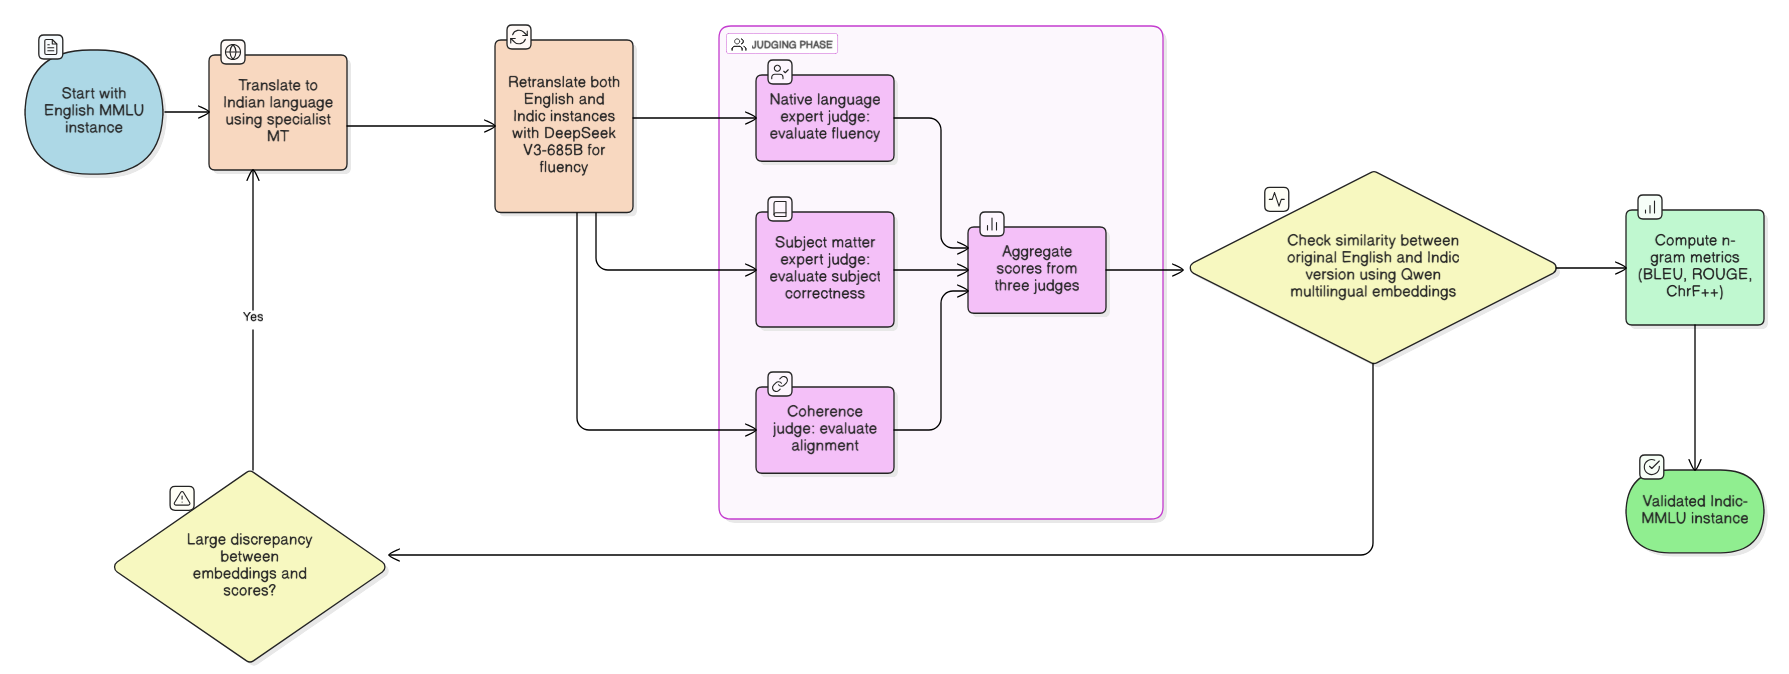 Start with
English MMLU
instance
Translate to
Indian language
using specialist
MT
Retranslate both
English and
Indic instances
with DeepSeek
V3-685B for
fluency
JUDGING PHASE
Native language
expert judge:
evaluate fluency
Subject matter
expert judge:
evaluate subject
correctness
Coherence
judge: evaluate
alignment
Aggregate
scores from
three judges
Check similarity between
original English and Indic
version using Qwen
multilingual embeddings
Compute n-
gram metrics
(BLEU, ROUGE,
ChrF++)
Validated Indic-
MMLU instance
Yes
Large discrepancy
between
embeddings and
scores?